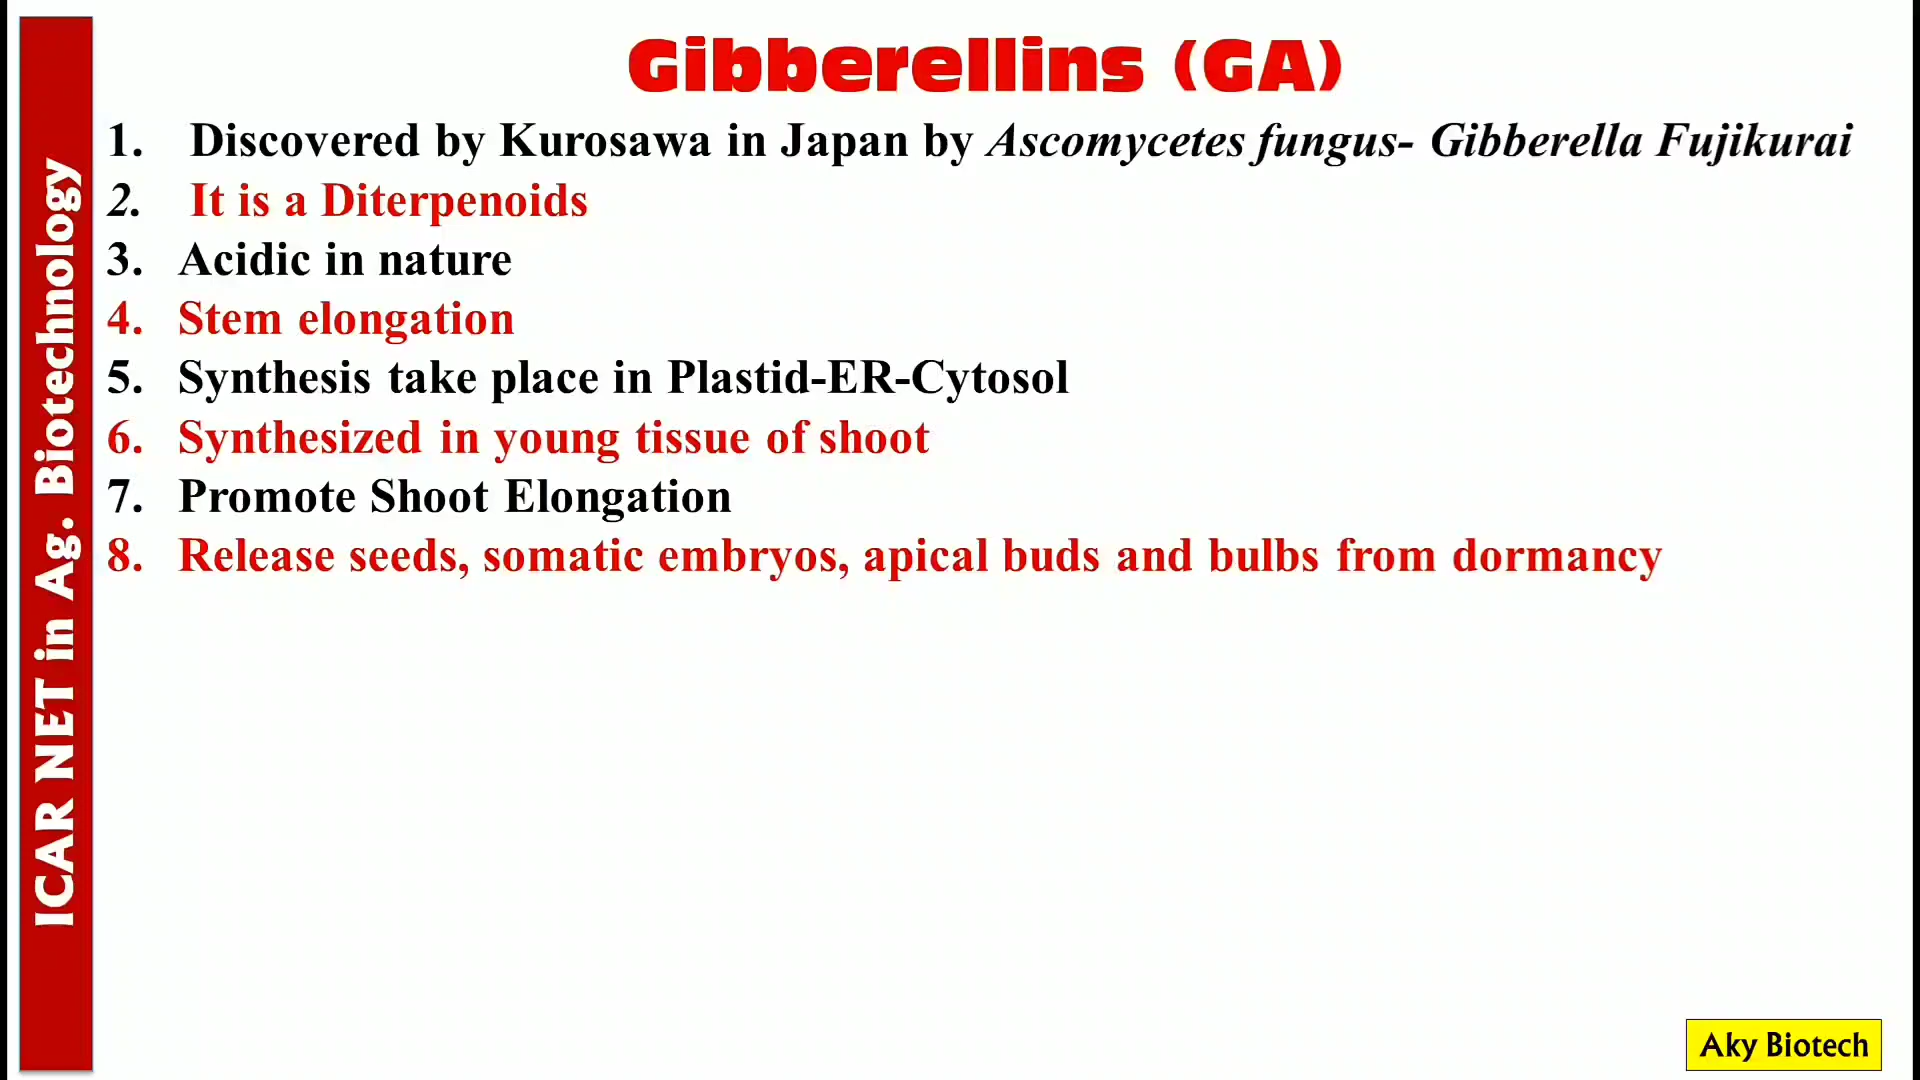 Gibberellins (GA)
1. Discovered by Kurosawa in Japan by Ascomycetes fungus- Gibberella Fujikurai
2. It is a Diterpenoids
3. Acidic in nature
4. Stem elongation
5. Synthesis take place in Plastid-ER-Cytosol
6. Synthesized in young tissue of shoot
7. Promote Shoot Elongation
8. Release seeds, somatic embryos, apical buds and bulbs from dormancy
ICAR NET in Ag. Biotechnology
Aky Biotech